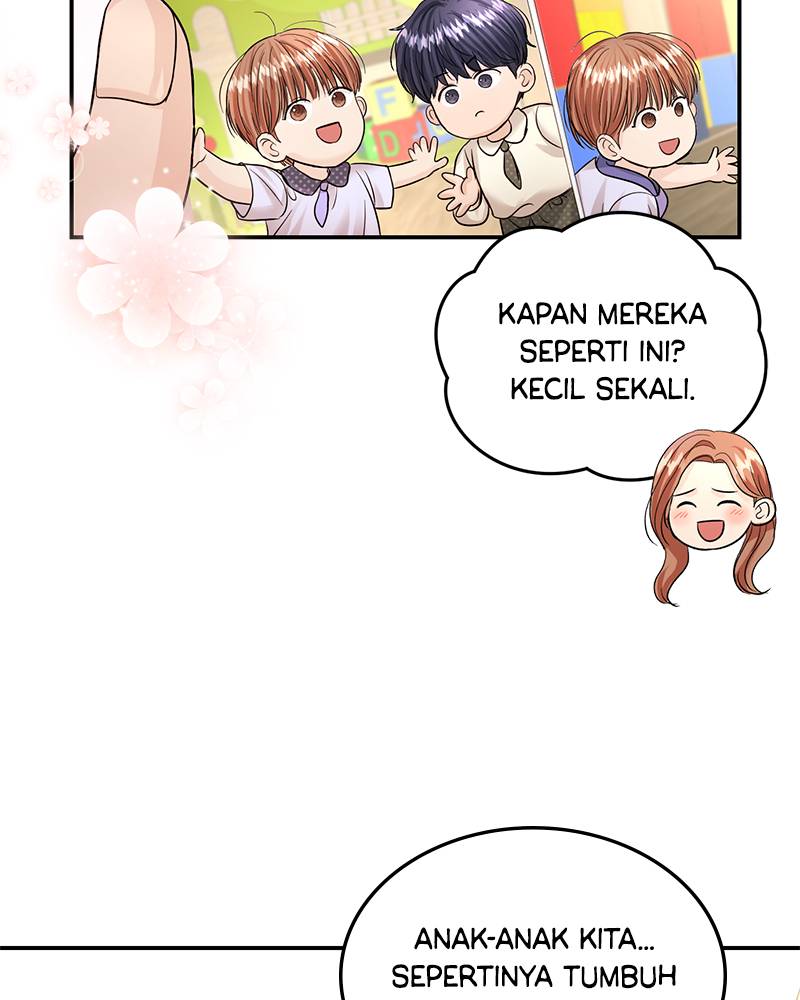 KAPAN MEREKA
SEPERTI INI?
KECIL SEKALI.
ANAK-ANAK KITA...
SEPERTINYA TUMBUH